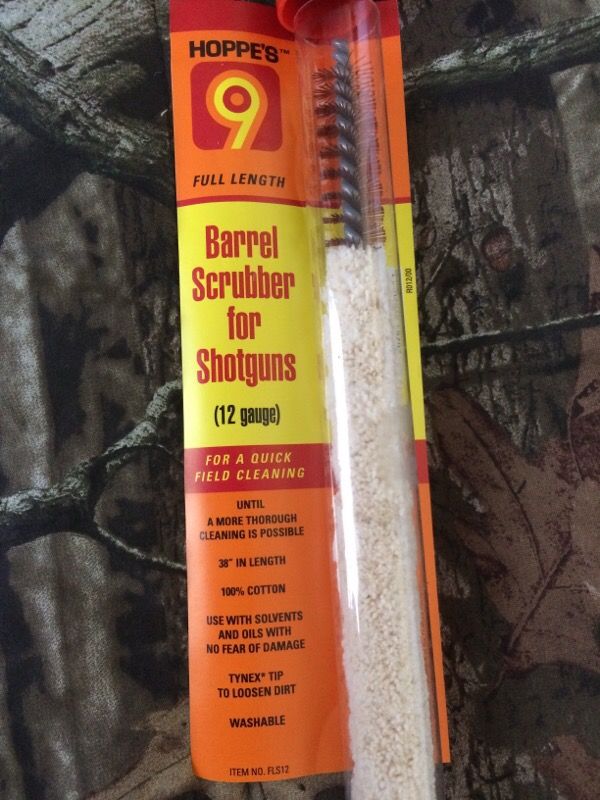 HOPPE'S™
9
FULL LENGTH
Barrel
Scrubber
for
Shotguns
(12 gauge)
FOR A QUICK
FIELD CLEANING
UNTIL
A MORE THOROUGH
CLEANING IS POSSIBLE
38" IN LENGTH
100% COTTON
USE WITH SOLVENTS
AND OILS WITH
NO FEAR OF DAMAGE
TYNEX® TIP
TO LOOSEN DIRT
WASHABLE
ITEM NO. FLS12
RD12/00